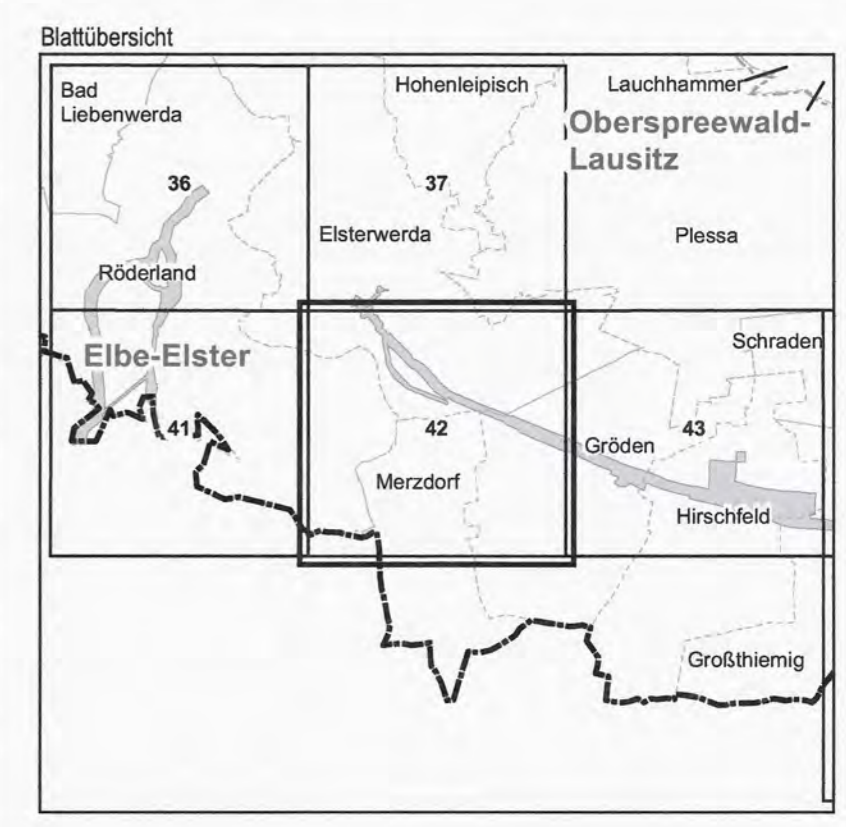 Blattübersicht
Bad
Liebenwerda
Hohenleipisch
Lauchhammer
Oberspreewald-
Lausitz
36
37
Elsterwerda
Plessa
Röderland
Elbe-Elster
Schraden
41
42
43
Gröden
Merzdorf
Hirschfeld
Großthiemig